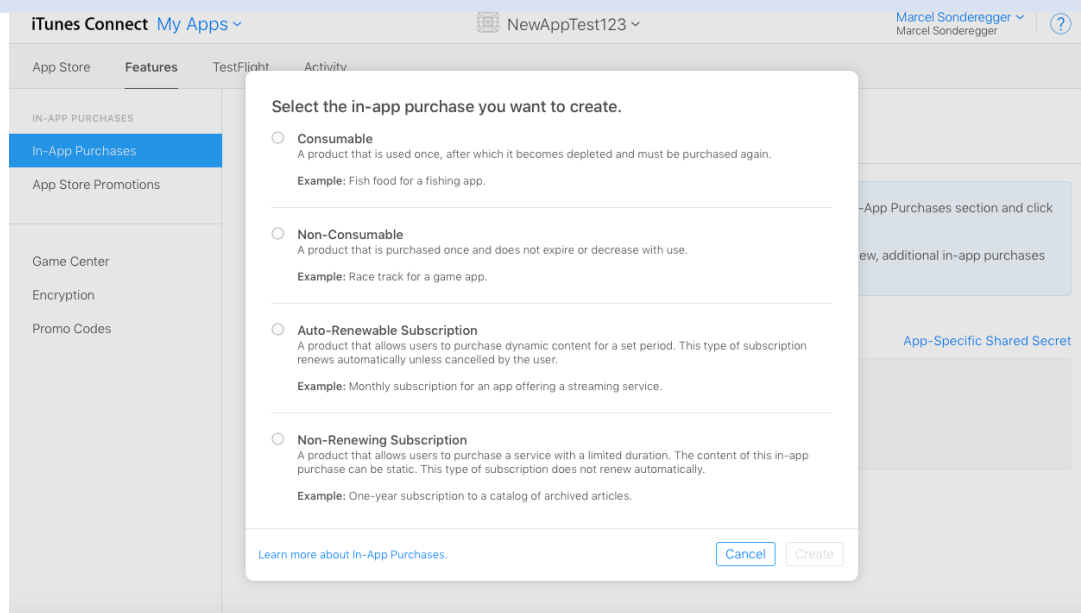 iTunes Connect My Apps
NewAppTest123
Marcel Sonderegger
Marcel Sonderegger
?
App Store Features TestFlight Activity
IN-APP PURCHASES
In-App Purchases
App Store Promotions
Game Center
Encryption
Promo Codes
Select the in-app purchase you want to create.
Consumable
A product that is used once, after which it becomes depleted and must be purchased again.
Example: Fish food for a fishing app.
Non-Consumable
A product that is purchased once and does not expire or decrease with use.
Example: Race track for a game app.
Auto-Renewable Subscription
A product that allows users to purchase dynamic content for a set period. This type of subscription
renews automatically unless cancelled by the user.
Example: Monthly subscription for an app offering a streaming service.
Non-Renewing Subscription
A product that allows users to purchase a service with a limited duration. The content of this in-app
purchase can be static. This type of subscription does not renew automatically.
Example: One-year subscription to a catalog of archived articles.
Learn more about In-App Purchases.
Cancel Create
-App Purchases section and click
ew, additional in-app purchases
App-Specific Shared Secret